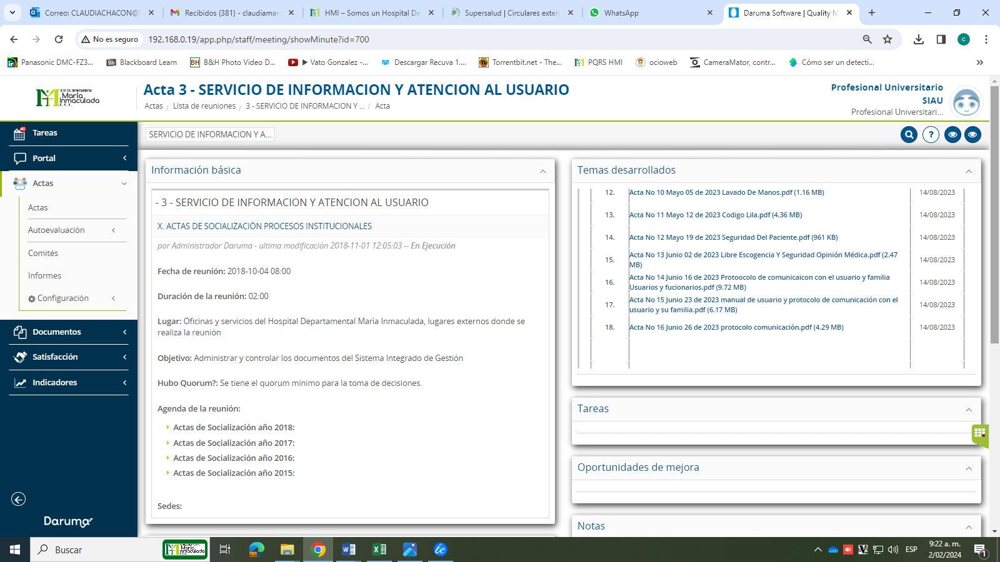 Correo: CLAUDIACHACON@
Recibidos (381) - claudiamar
HMI – Somos un Hospital De
Supersalud | Circulares exter
WhatsApp
Daruma Software | Quality M
No es seguro
192.168.0.19/app.php/staff/meeting/showMinute?id=700
c
Panasonic DMC-FZ3...
Blackboard Learn
B&H Photo Video D...
▶ Vato Gonzalez -...
Descargar Recuva 1....
Torrentbit.net - The...
PQRS HMI
ocioweb
CameraMator, contr...
Cómo ser un detecti...
HOSPITAL DEPARTAMENTAL
María
Inmaculada
E.S.E.
Acta 3 - SERVICIO DE INFORMACION Y ATENCION AL USUARIO
Actas / Lista de reuniones / 3 - SERVICIO DE INFORMACION Y ... / Acta
Profesional Universitario
SIAU
Profesional Universitari...
40
Tareas
Portal
Actas
Actas
Autoevaluación
Comités
Informes
Configuración
Documentos
Satisfacción
Indicadores
Daruma
SERVICIO DE INFORMACION Y A...
?
Información básica
- 3 - SERVICIO DE INFORMACION Y ATENCION AL USUARIO
X. ACTAS DE SOCIALIZACIÓN PROCESOS INSTITUCIONALES
por Administrador Daruma - ultima modificación 2018-11-01 12:05:03 -- En Ejecución
Fecha de reunión: 2018-10-04 08:00
Duración de la reunión: 02:00
Lugar: Oficinas y servicios del Hospital Departamental María Inmaculada, lugares externos donde se
realiza la reunión
Objetivo: Administrar y controlar los documentos del Sistema Integrado de Gestión
Hubo Quorum?: Se tiene el quorum mínimo para la toma de decisiones.
Agenda de la reunión:
Actas de Socialización año 2018:
Actas de Socialización año 2017:
Actas de Socialización año 2016:
Actas de Socialización año 2015:
Sedes:
Temas desarrollados
12. Acta No 10 Mayo 05 de 2023 Lavado De Manos.pdf (1.16 MB) 14/08/2023
13. Acta No 11 Mayo 12 de 2023 Codigo Lila.pdf (4.36 MB) 14/08/2023
14. Acta No 12 Mayo 19 de 2023 Seguridad Del Paciente.pdf (961 KB) 14/08/2023
15. Acta No 13 Junio 02 de 2023 Libre Escogencia Y Seguridad Opinión Médica.pdf (2.47
MB) 14/08/2023
16. Acta No 14 Junio 16 de 2023 Protoocolo de comunicaicon con el usuario y familia
Usuarios y fucionarios.pdf (9.72 MB) 14/08/2023
17. Acta No 15 Junio 23 de 2023 manual de usuario y protocolo de comunicación con el
usuario y su familia.pdf (6.17 MB) 14/08/2023
18. Acta No 16 Junio 26 de 2023 protocolo comunicación.pdf (4.29 MB) 14/08/2023
Tareas
Oportunidades de mejora
Notas
Buscar
María
Inmaculada
ESP
9:22 a. m.
2/02/2024
1